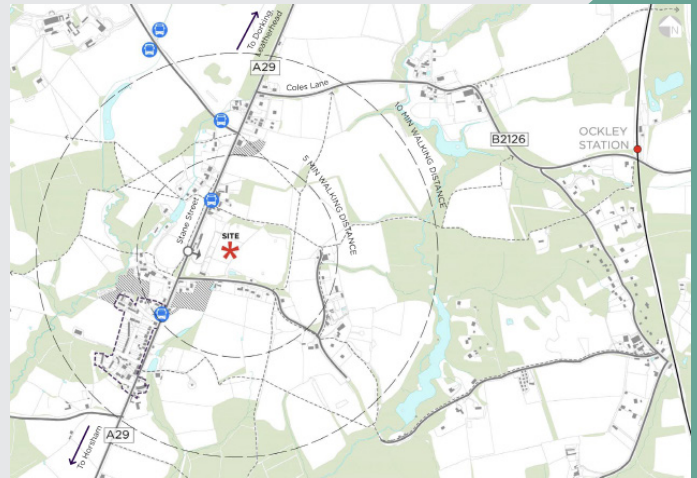 To Dorking
Leatherhead
N
A29
Coles Lane
10 MIN WALKING DISTANCE
B2126
OCKLEY
STATION
5 MIN WALKING DISTANCE
Stane Street
SITE
A29
To Horsham